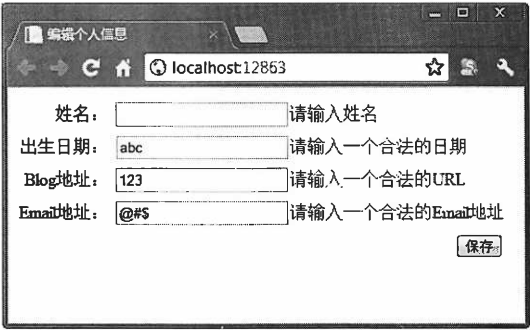 编辑个人信息
localhost:12863
姓名： 请输入姓名
出生日期： abc 请输入一个合法的日期
Blog地址： 123 请输入一个合法的URL
Email地址： @#$ 请输入一个合法的Email地址
保存